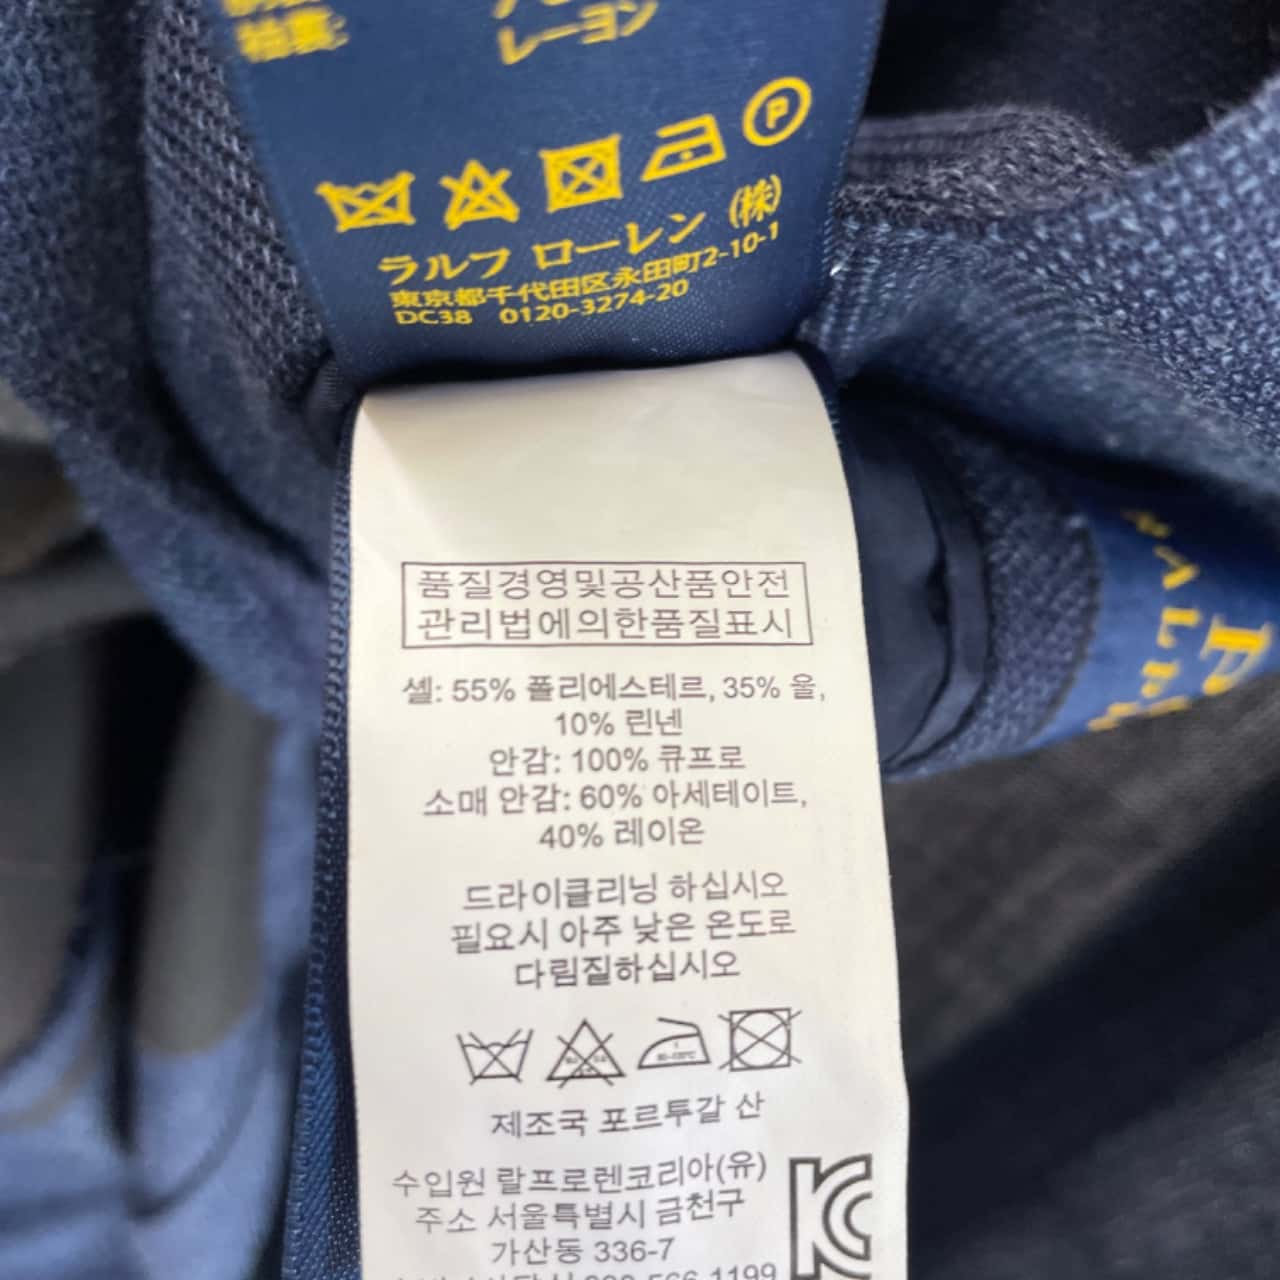 袖裏:
レーヨン
P
ラルフ ローレン (株)
東京都千代田区永田町2-10-1
DC38 0120-3274-20
품질경영및공산품안전
관리법에의한품질표시
셸: 55% 폴리에스테르, 35% 울,
10% 린넨
안감: 100% 큐프로
소매 안감: 60% 아세테이트,
40% 레이온
드라이클리닝 하십시오
필요시 아주 낮은 온도로
다림질하십시오
제조국 포르투갈 산
수입원 랄프로렌코리아(유)
주소 서울특별시 금천구
가산동 336-7